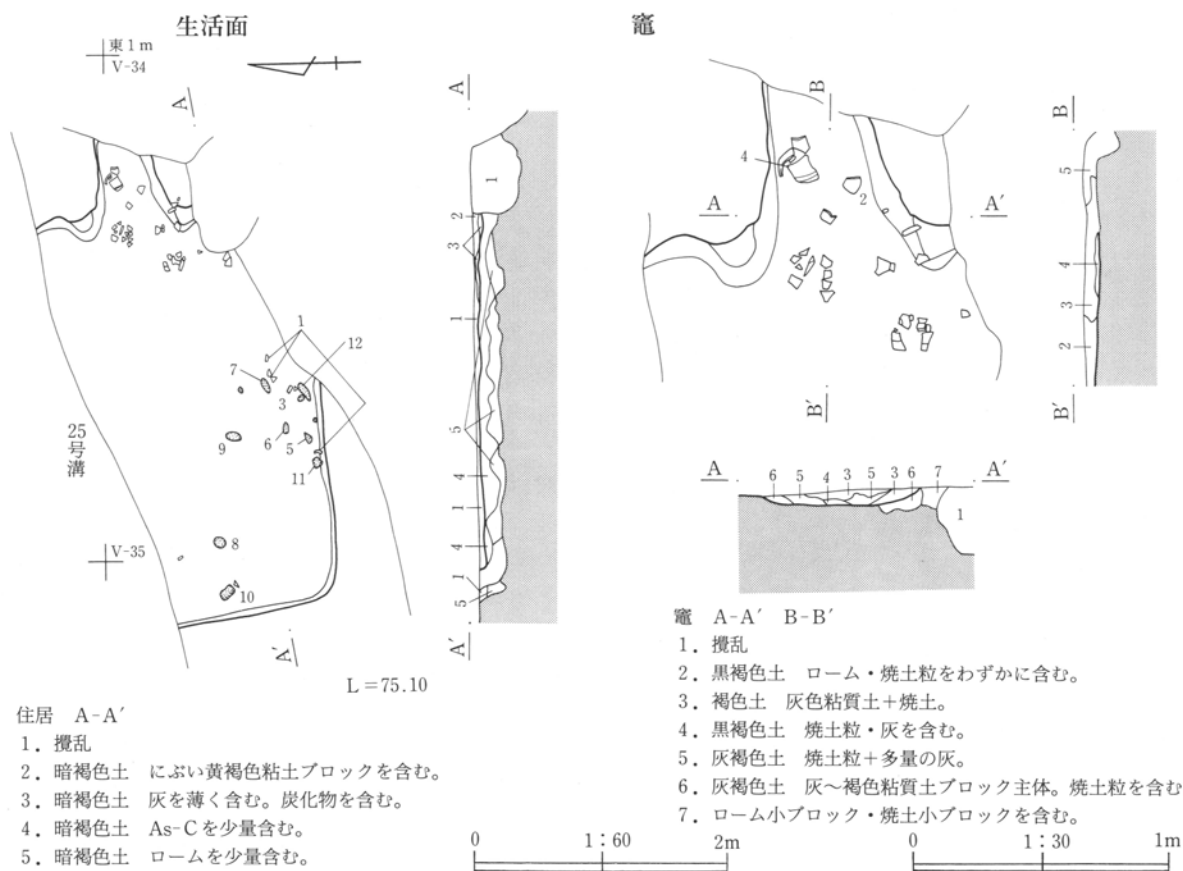 生活面
東1m
V-34
A
1
12
7
3
9
6
5
11
25号溝
V-35
8
10
A′
L=75.10
A
1
2
3
1
5
4
1
4
1
5
A′
竈
B
4
2
A
A′
B′
B
5
4
3
2
B′
A
6 5 4 3 5 3 6 7
A′
1
住居 A-A′
1. 攪乱
2. 暗褐色土 にぶい黄褐色粘土ブロックを含む。
3. 暗褐色土 灰を薄く含む。炭化物を含む。
4. 暗褐色土 As-Cを少量含む。
5. 暗褐色土 ロームを少量含む。
竈 A-A′ B-B′
1. 攪乱
2. 黒褐色土 ローム・焼土粒をわずかに含む。
3. 褐色土 灰色粘質土+焼土。
4. 黒褐色土 焼土粒・灰を含む。
5. 灰褐色土 焼土粒+多量の灰。
6. 灰褐色土 灰〜褐色粘質土ブロック主体。焼土粒を含む
7. ローム小ブロック・焼土小ブロックを含む。
0 1:60 2m
0 1:30 1m